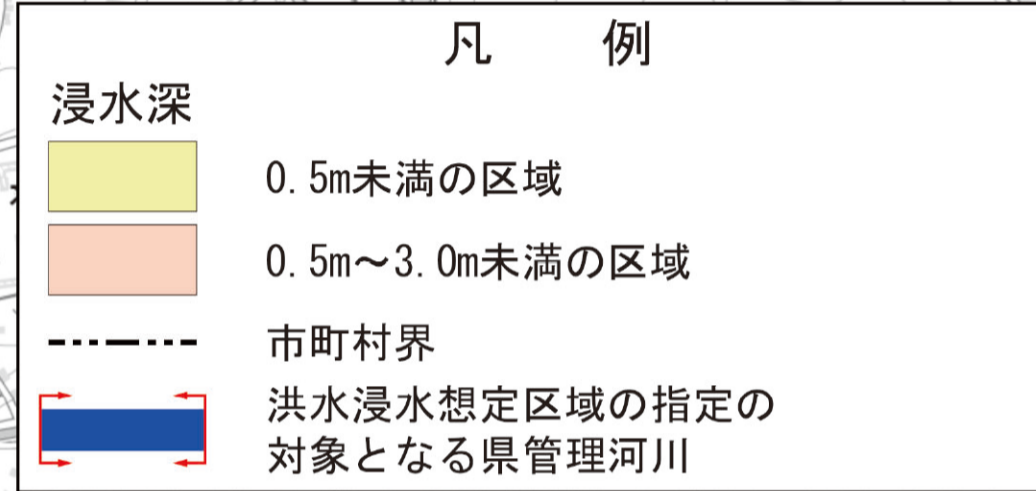 凡 例
浸水深
0.5m未満の区域
0.5m～3.0m未満の区域
市町村界
洪水浸水想定区域の指定の
対象となる県管理河川